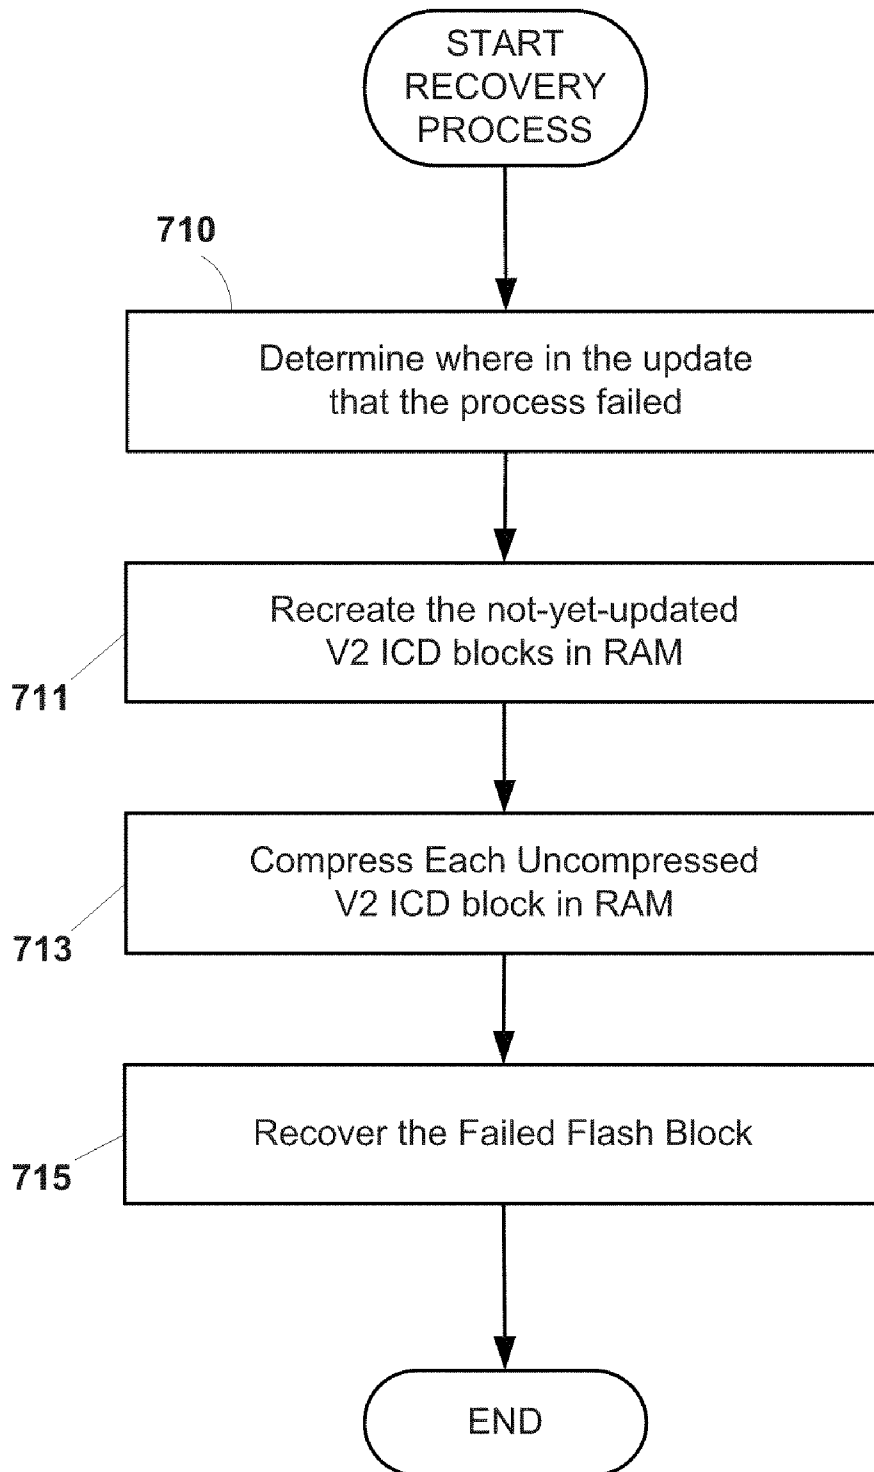 START
RECOVERY
PROCESS
710
Determine where in the update
that the process failed
Recreate the not-yet-updated
V2 ICD blocks in RAM
711
Compress Each Uncompressed
V2 ICD block in RAM
713
Recover the Failed Flash Block
715
END